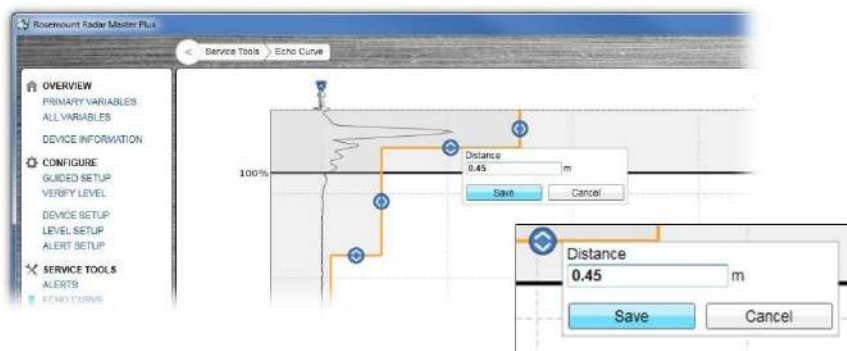 Rosemount Radar Master Plus
< Service Tools > Echo Curve
OVERVIEW
PRIMARY VARIABLES
ALL VARIABLES
DEVICE INFORMATION
CONFIGURE
GUIDED SETUP
VERIFY LEVEL
DEVICE SETUP
LEVEL SETUP
ALERT SETUP
SERVICE TOOLS
ALERTS
ECHO CURVE
100%
Distance
0.45 m
Save Cancel
Distance
0.45 m
Save Cancel